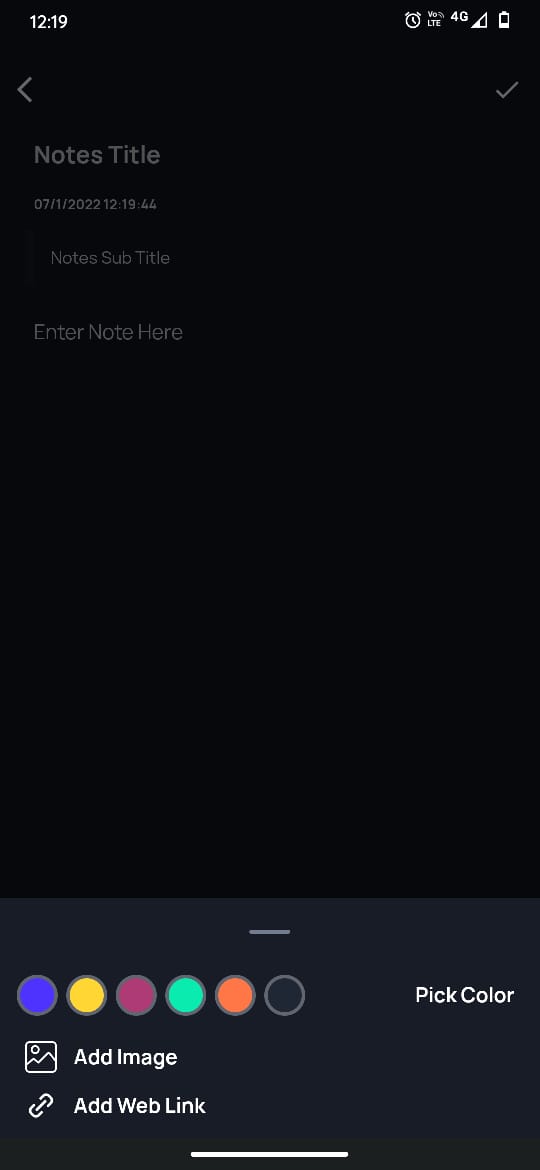 12:19
Vo LTE 4G
Notes Title
07/1/2022 12:19:44
Notes Sub Title
Enter Note Here
Pick Color
Add Image
Add Web Link